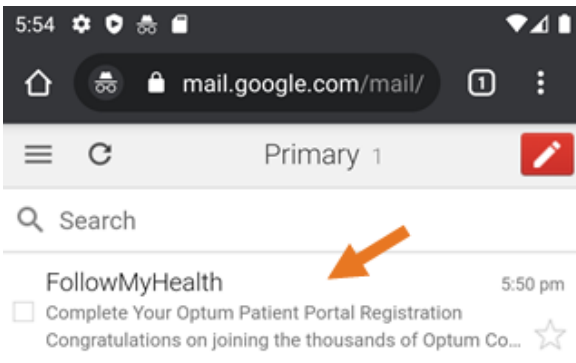 5:54
mail.google.com/mail/ 1
Primary 1
Search
FollowMyHealth 5:50 pm
Complete Your Optum Patient Portal Registration
Congratulations on joining the thousands of Optum Co...